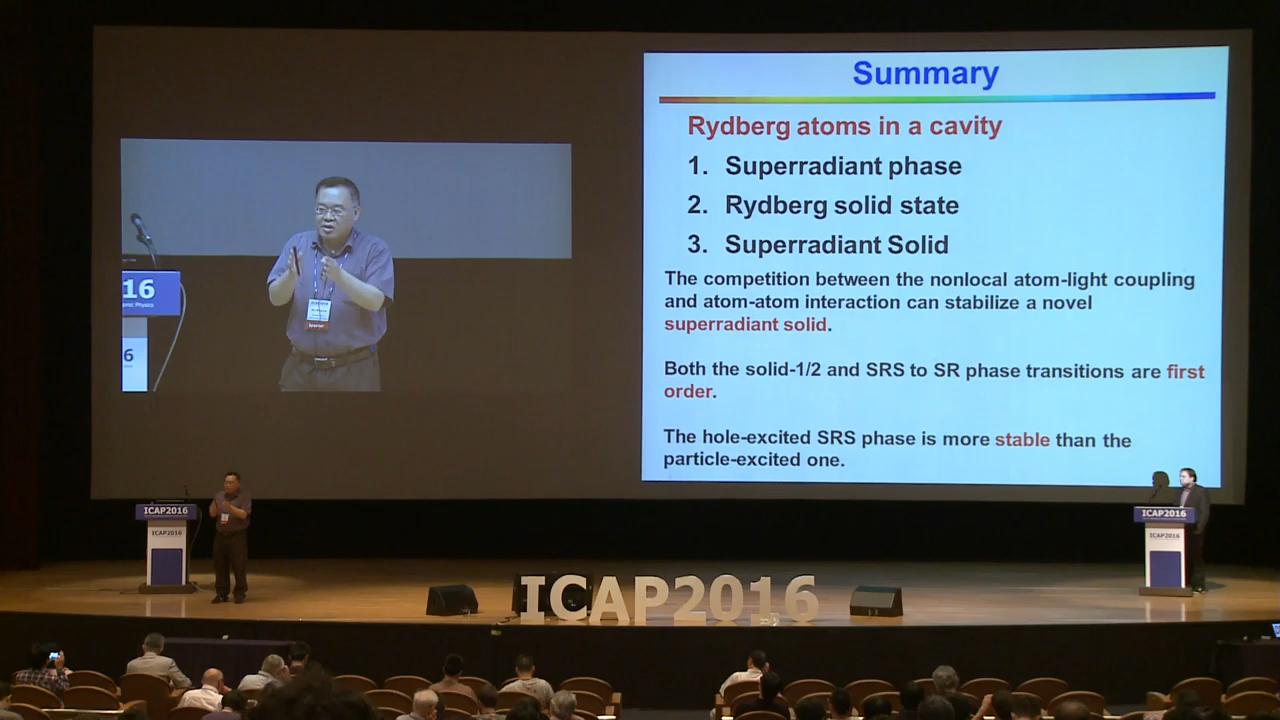 Summary
Rydberg atoms in a cavity
1. Superradiant phase
2. Rydberg solid state
3. Superradiant Solid
The competition between the nonlocal atom-light coupling
and atom-atom interaction can stabilize a novel
superradiant solid.
Both the solid-1/2 and SRS to SR phase transitions are first
order.
The hole-excited SRS phase is more stable than the
particle-excited one.
16
6
ICAP2016
ICAP2016
ICAP2016
ICAP2016
ICAP2016